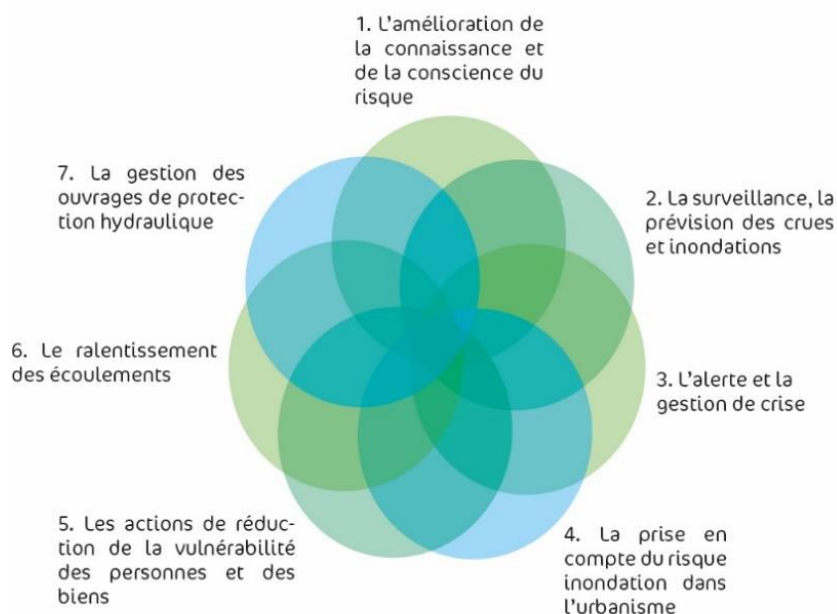 1. L'amélioration de
la connaissance et
de la conscience du
risque
2. La surveillance, la
prévision des crues
et inondations
3. L'alerte et la
gestion de crise
4. La prise en
compte du risque
inondation dans
l'urbanisme
5. Les actions de réduc-
tion de la vulnérabilité
des personnes et des
biens
6. Le ralentissement
des écoulements
7. La gestion des
ouvrages de protec-
tion hydraulique